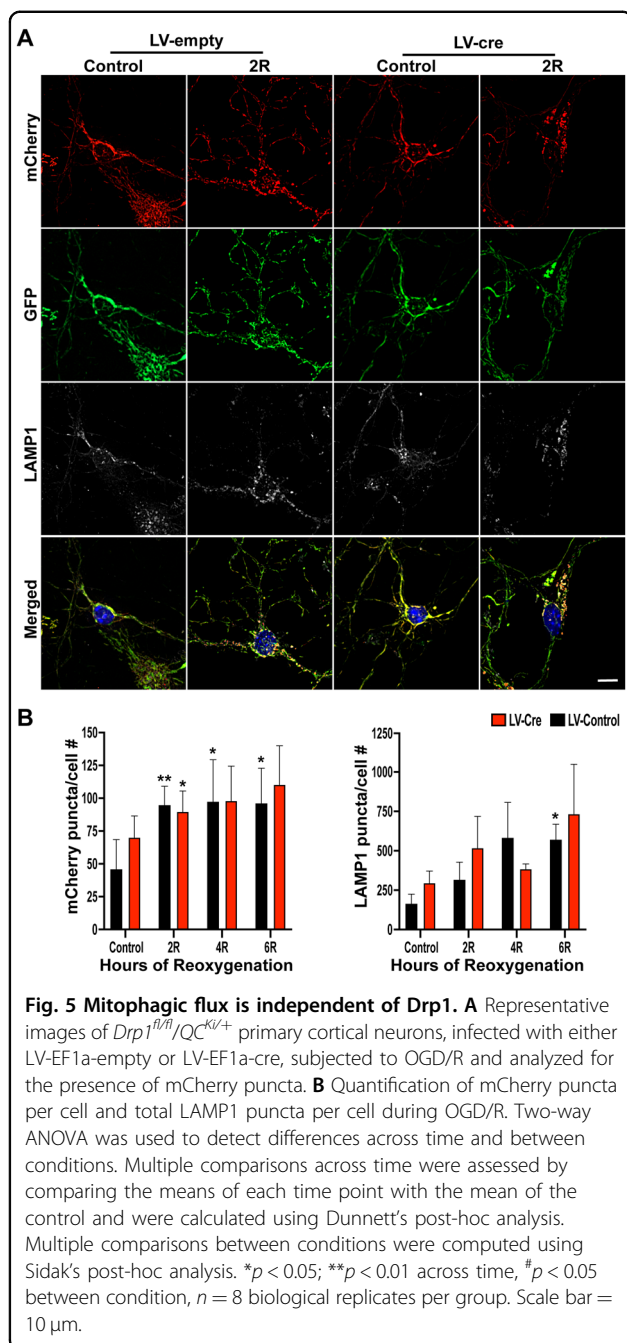 A
LV-empty LV-cre
Control 2R Control 2R
mCherry
GFP
LAMP1
Merged
B
LV-Cre LV-Control
mCherry puncta/cell #
150
125
100
75
50
25
0
** * * *
Control 2R 4R 6R
Hours of Reoxygenation
LAMP1 puncta/cell #
1250
1000
750
500
250
0
*
Control 2R 4R 6R
Hours of Reoxygenation
Fig. 5 Mitophagic flux is independent of Drp1. A Representative
images of Drp1fl/fl/QCKi/+ primary cortical neurons, infected with either
LV-EF1a-empty or LV-EF1a-cre, subjected to OGD/R and analyzed for
the presence of mCherry puncta. B Quantification of mCherry puncta
per cell and total LAMP1 puncta per cell during OGD/R. Two-way
ANOVA was used to detect differences across time and between
conditions. Multiple comparisons across time were assessed by
comparing the means of each time point with the mean of the
control and were calculated using Dunnett's post-hoc analysis.
Multiple comparisons between conditions were computed using
Sidak's post-hoc analysis. *p < 0.05; **p < 0.01 across time, #p < 0.05
between condition, n = 8 biological replicates per group. Scale bar =
10 µm.